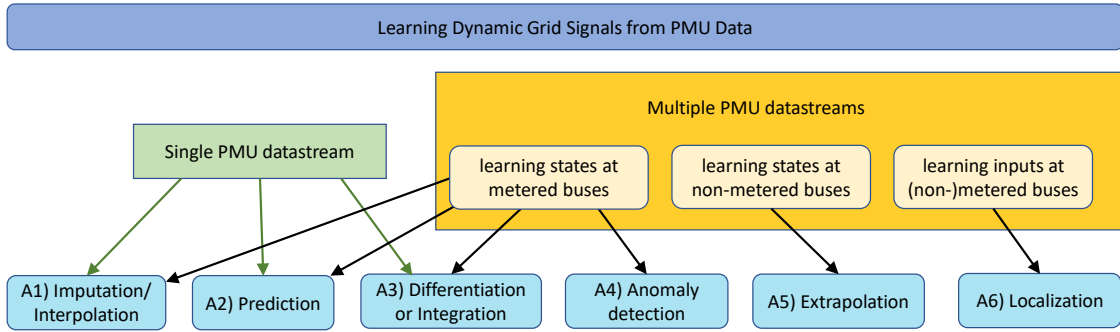 Learning Dynamic Grid Signals from PMU Data
Multiple PMU datastreams
Single PMU datastream
learning states at
metered buses
learning states at
non-metered buses
learning inputs at
(non-)metered buses
A1) Imputation/
Interpolation
A2) Prediction
A3) Differentiation
or Integration
A4) Anomaly
detection
A5) Extrapolation
A6) Localization